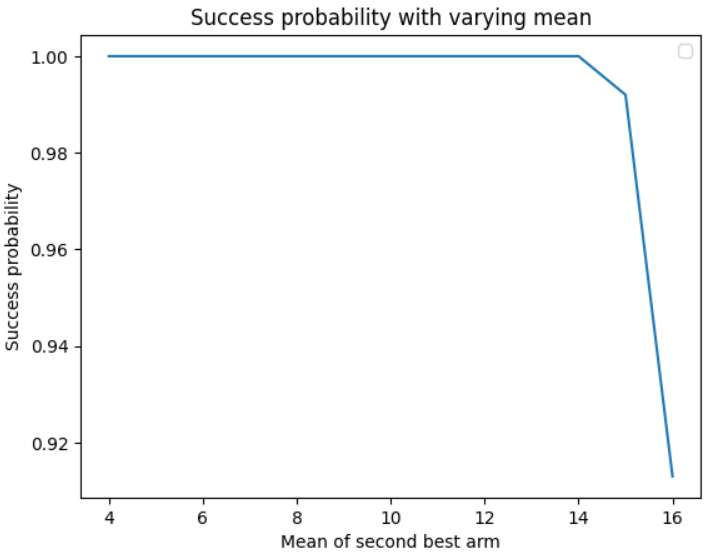 Success probability with varying mean
1.00
0.98
0.96
0.94
0.92
Success probability
4 6 8 10 12 14 16
Mean of second best arm